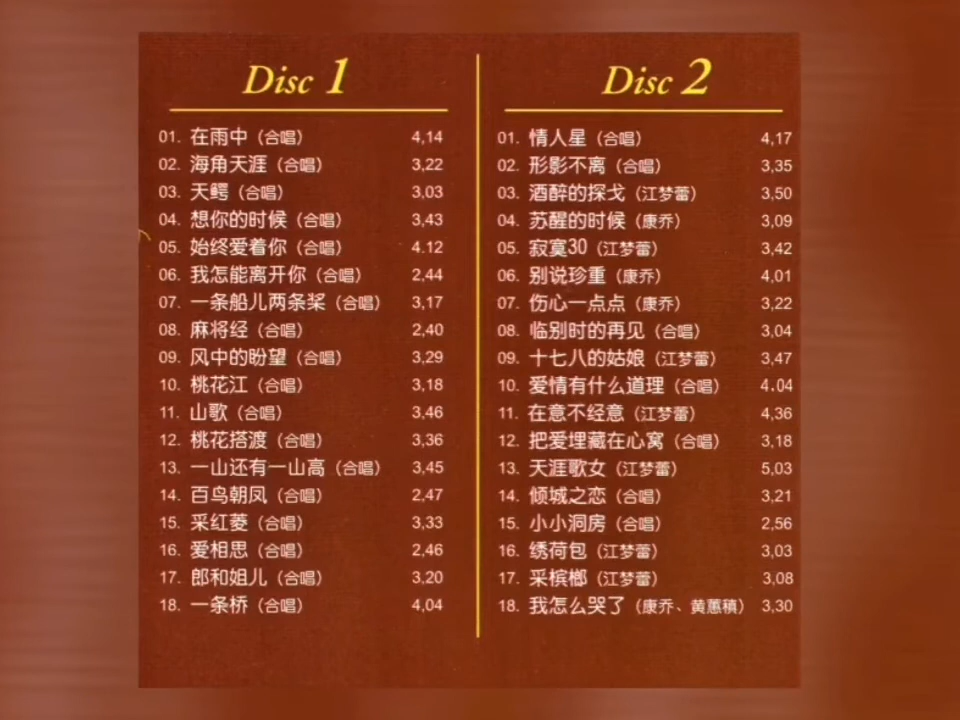 Disc 1
01. 在雨中（合唱） 4,14
02. 海角天涯（合唱） 3,22
03. 天鳄（合唱） 3,03
04. 想你的时候（合唱） 3,43
05. 始终爱着你（合唱） 4.12
06. 我怎能离开你（合唱） 2,44
07. 一条船儿两条桨（合唱） 3,17
08. 麻将经（合唱） 2,40
09. 风中的盼望（合唱） 3,29
10. 桃花江（合唱） 3,18
11. 山歌（合唱） 3,46
12. 桃花搭渡（合唱） 3,36
13. 一山还有一山高（合唱） 3,45
14. 百鸟朝凤（合唱） 2,47
15. 采红菱（合唱） 3,33
16. 爱相思（合唱） 2,46
17. 郎和姐儿（合唱） 3,20
18. 一条桥（合唱） 4,04
Disc 2
01. 情人星（合唱） 4,17
02. 形影不离（合唱） 3,35
03. 酒醉的探戈（江梦蕾） 3,50
04. 苏醒的时候（康乔） 3,09
05. 寂寞30（江梦蕾） 3,42
06. 别说珍重（康乔） 4,01
07. 伤心一点点（康乔） 3,22
08. 临别时的再见（合唱） 3,04
09. 十七八的姑娘（江梦蕾） 3,47
10. 爱情有什么道理（合唱） 4.04
11. 在意不经意（江梦蕾） 4,36
12. 把爱埋藏在心窝（合唱） 3,18
13. 天涯歌女（江梦蕾） 5,03
14. 倾城之恋（合唱） 3,21
15. 小小洞房（合唱） 2,56
16. 绣荷包（江梦蕾） 3,03
17. 采槟榔（江梦蕾） 3,08
18. 我怎么哭了（康乔、黄蕙稹） 3,30